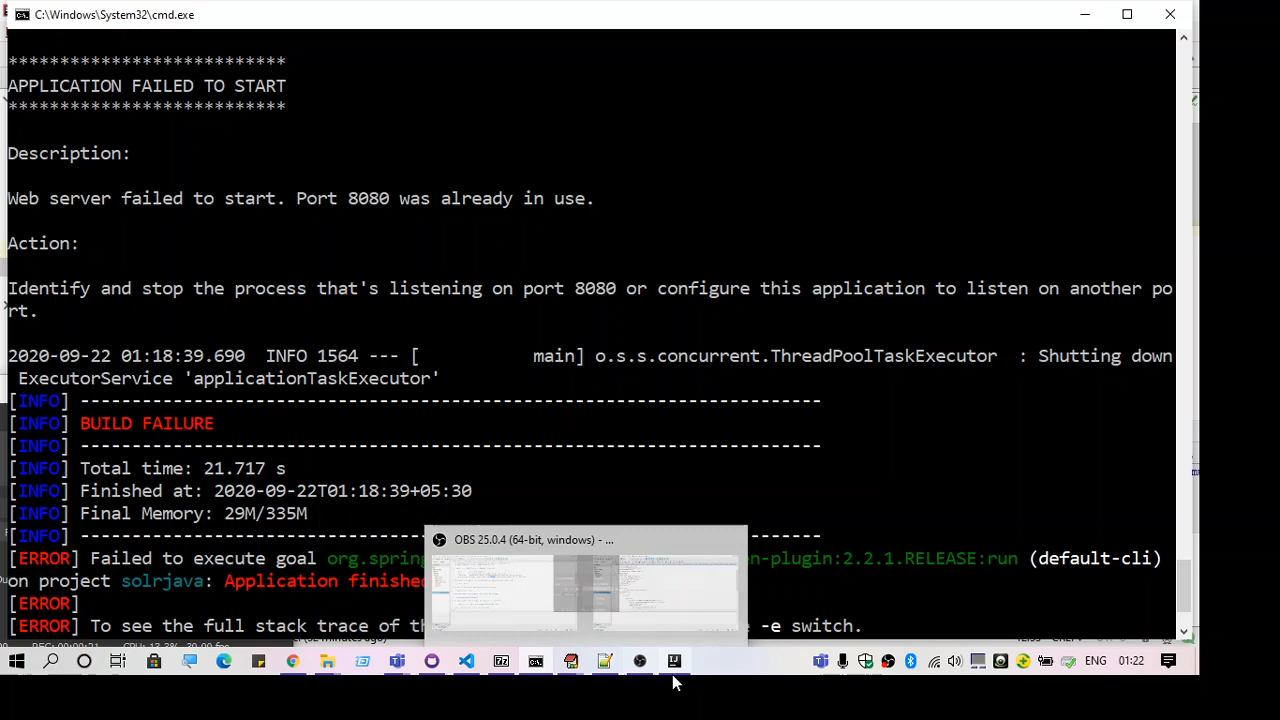 C:\Windows\System32\cmd.exe
***************************
APPLICATION FAILED TO START
***************************
Description:
Web server failed to start. Port 8080 was already in use.
Action:
Identify and stop the process that's listening on port 8080 or configure this application to listen on another po
rt.
2020-09-22 01:18:39.690  INFO 1564 --- [           main] o.s.s.concurrent.ThreadPoolTaskExecutor  : Shutting down
 ExecutorService 'applicationTaskExecutor'
[INFO] ------------------------------------------------------------------------
[INFO] BUILD FAILURE
[INFO] ------------------------------------------------------------------------
[INFO] Total time: 21.717 s
[INFO] Finished at: 2020-09-22T01:18:39+05:30
[INFO] Final Memory: 29M/335M
OBS 25.0.4 (64-bit, windows) - ...
[INFO] ------------------------------------------------------------------------
[ERROR] Failed to execute goal org.spring n-plugin:2.2.1.RELEASE:run (default-cli)
on project solrjava: Application finished
[ERROR]
[ERROR] To see the full stack trace of t -e switch.
ENG 01:22